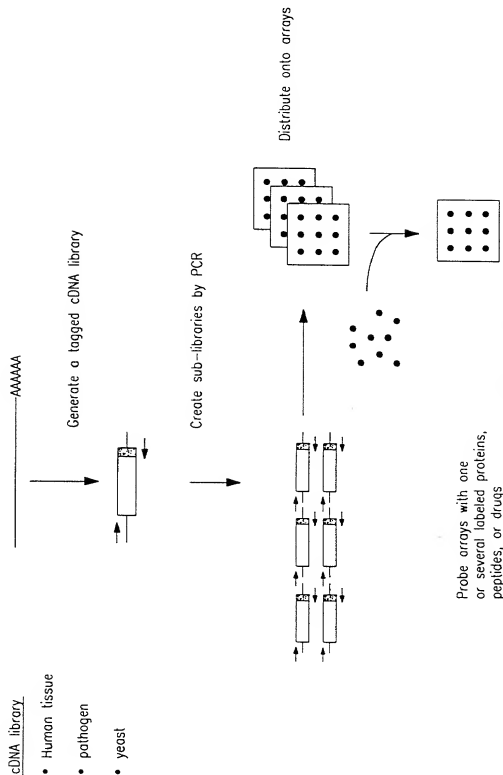 cDNA library
• Human tissue
• pathogen
• yeast
AAAAAA
Generate a tagged cDNA library
Create sub-libraries by PCR
Distribute onto arrays
Probe arrays with one
or several labeled proteins,
peptides, or drugs